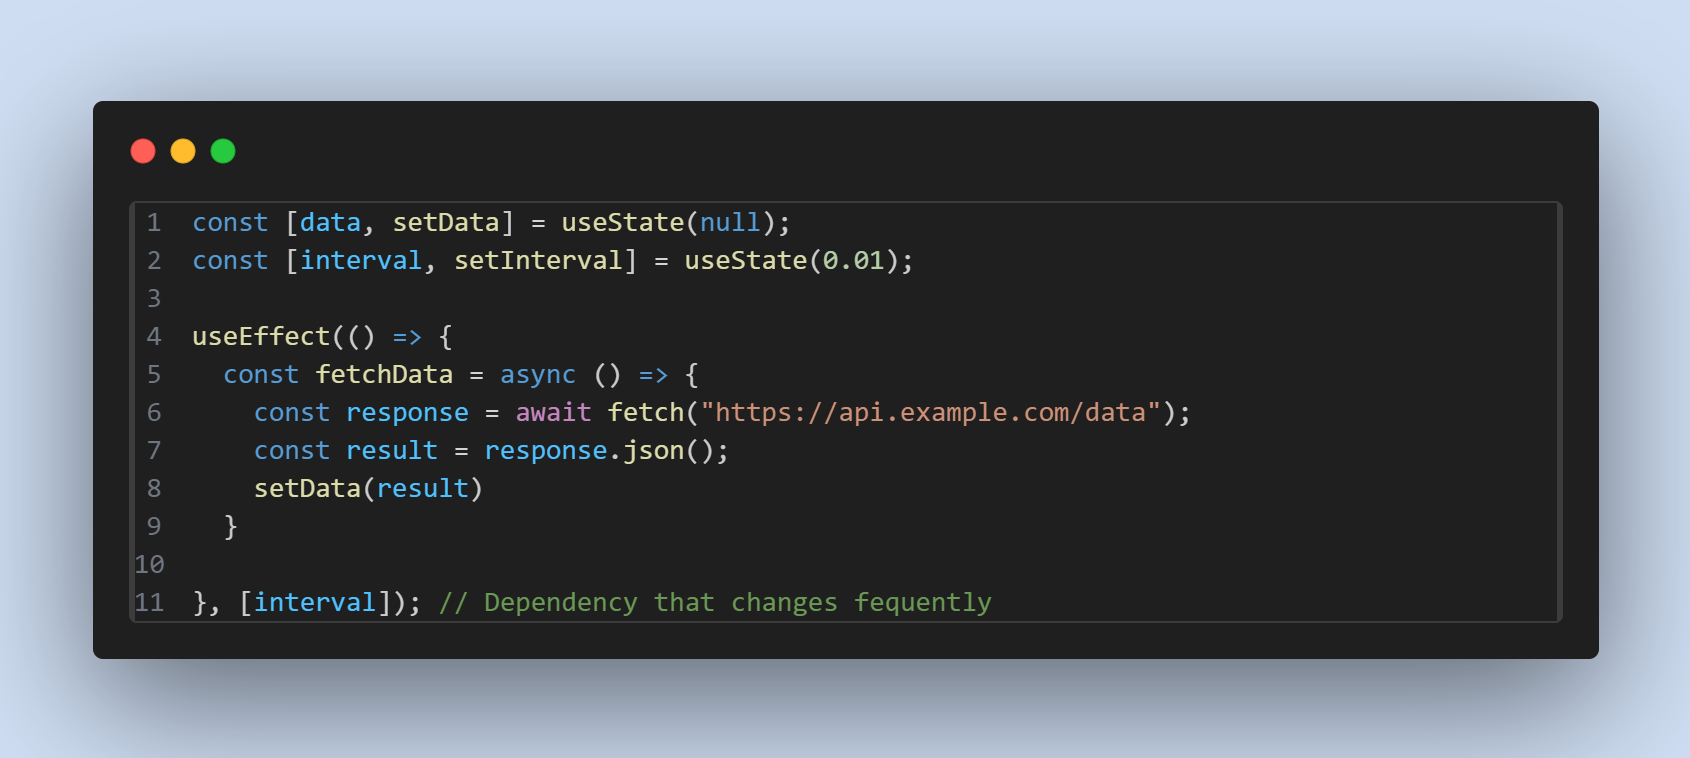 1 const [data, setData] = useState(null);
2 const [interval, setInterval] = useState(0.01);
3
4 useEffect(() => {
5   const fetchData = async () => {
6     const response = await fetch("https://api.example.com/data");
7     const result = response.json();
8     setData(result)
9   }
10
11 }, [interval]); // Dependency that changes fequently